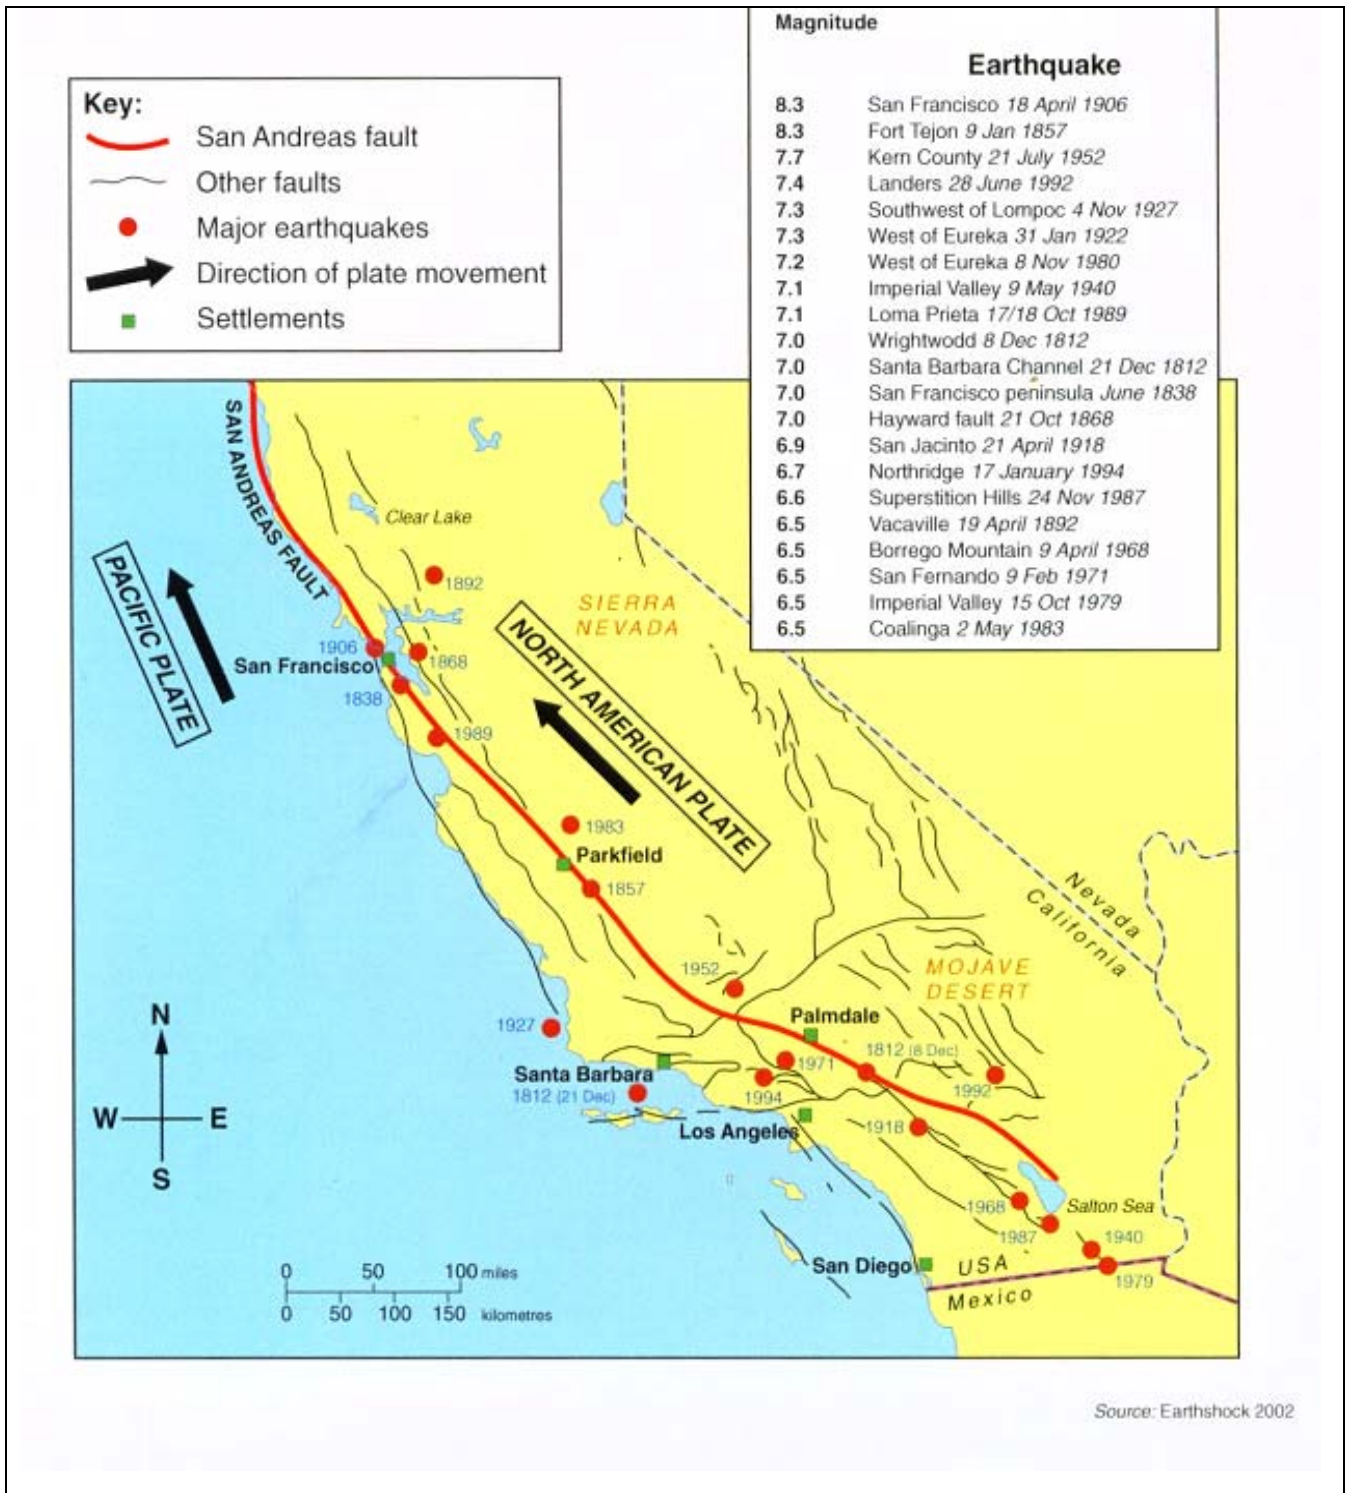 Magnitude
Earthquake
8.3 San Francisco 18 April 1906
8.3 Fort Tejon 9 Jan 1857
7.7 Kern County 21 July 1952
7.4 Landers 28 June 1992
7.3 Southwest of Lompoc 4 Nov 1927
7.3 West of Eureka 31 Jan 1922
7.2 West of Eureka 8 Nov 1980
7.1 Imperial Valley 9 May 1940
7.1 Loma Prieta 17/18 Oct 1989
7.0 Wrightwodd 8 Dec 1812
7.0 Santa Barbara Channel 21 Dec 1812
7.0 San Francisco peninsula June 1838
7.0 Hayward fault 21 Oct 1868
6.9 San Jacinto 21 April 1918
6.7 Northridge 17 January 1994
6.6 Superstition Hills 24 Nov 1987
6.5 Vacaville 19 April 1892
6.5 Borrego Mountain 9 April 1968
6.5 San Fernando 9 Feb 1971
6.5 Imperial Valley 15 Oct 1979
6.5 Coalinga 2 May 1983
Key:
San Andreas fault
Other faults
Major earthquakes
Direction of plate movement
Settlements
SAN ANDREAS FAULT
Clear Lake
PACIFIC PLATE
1892
SIERRA
NEVADA
NORTH AMERICAN PLATE
1906
San Francisco
1868
1838
1989
1983
Parkfield
1857
Nevada
California
1952
MOJAVE
DESERT
Palmdale
1927
1812 (8 Dec)
1971
Santa Barbara
1812 (21 Dec)
1994
1992
Los Angeles
1918
1968
Salton Sea
1987
1940
San Diego
USA
1979
Mexico
N
W E
S
0 50 100 miles
0 50 100 150 kilometres
Source: Earthshock 2002